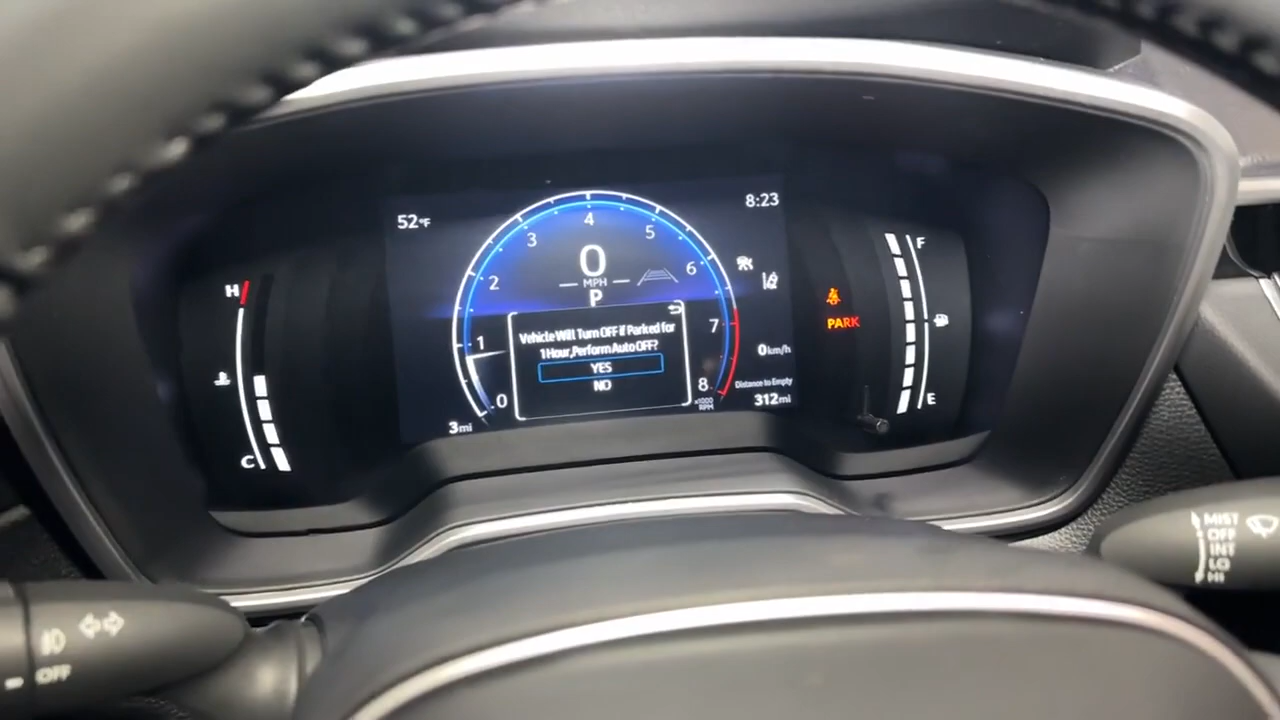 52°F
8:23
4
3
5
0
MPH
2
6
P
H
F
Vehicle Will Turn OFF if Parked for
1 Hour,Perform Auto OFF?
YES
NO
1
7
PARK
0km/h
0
8
x1000
RPM
Distance to Empty
312mi
E
3mi
C
MIST
OFF
INT
LO
HI
OFF